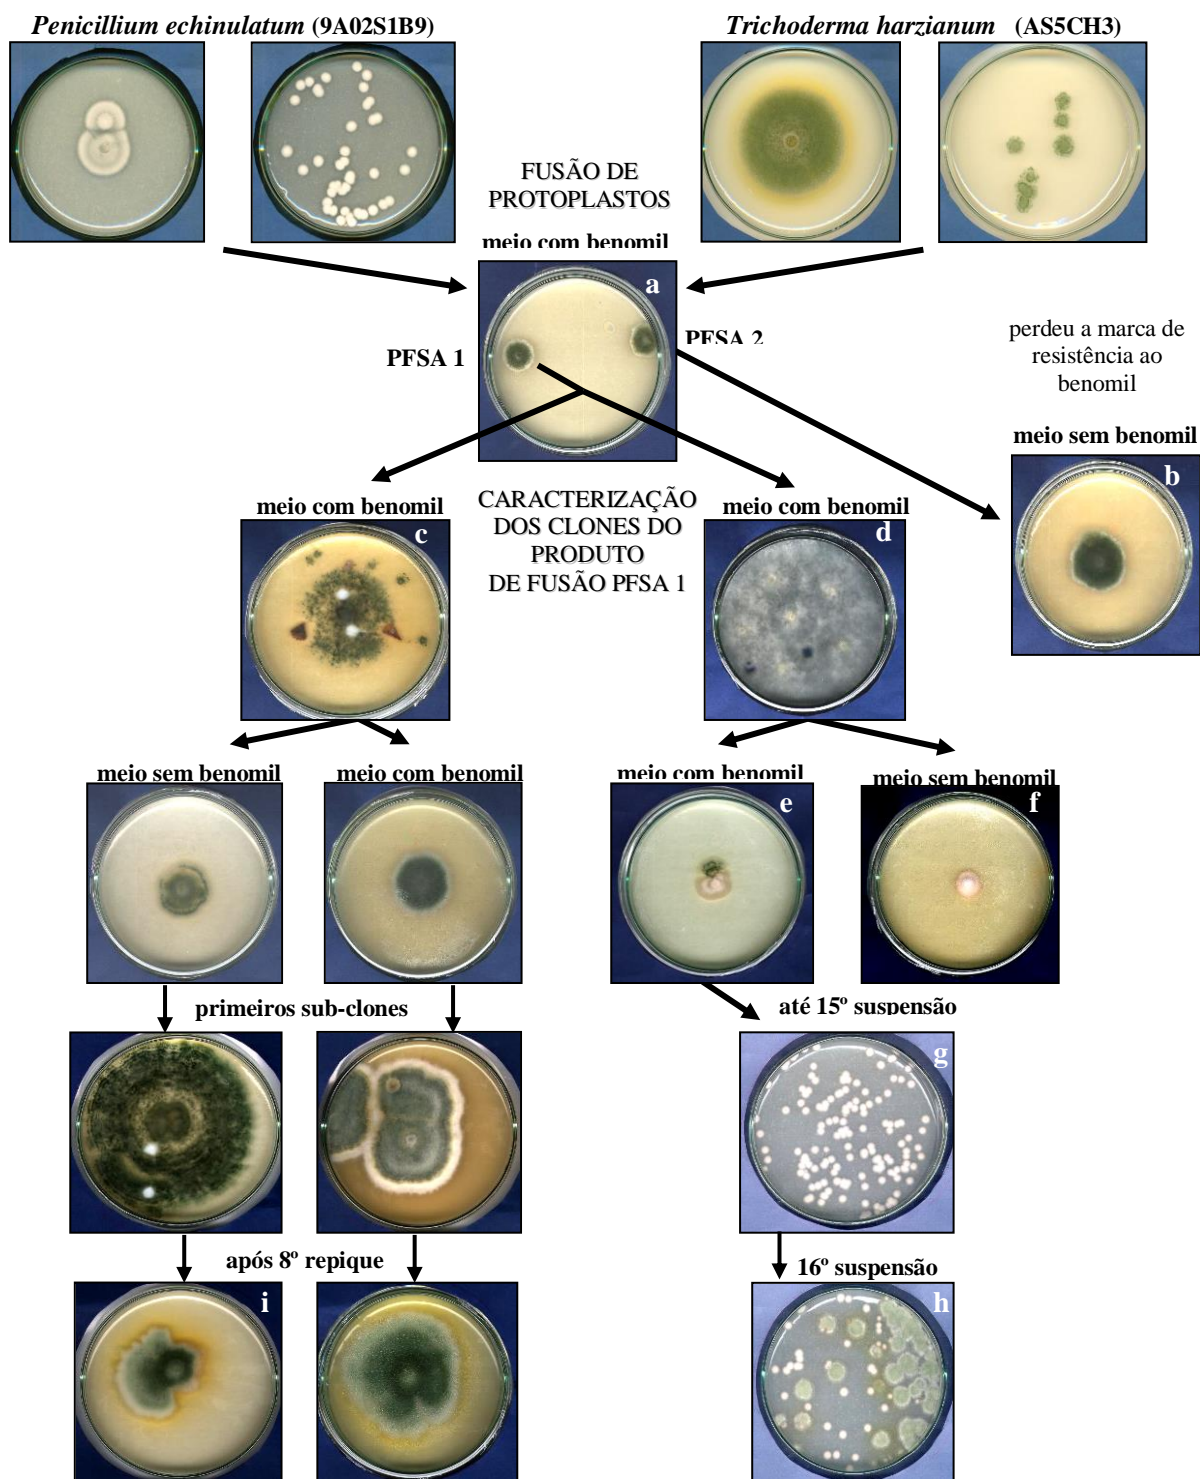 Penicillium echinulatum (9A02S1B9)
Trichoderma harzianum (AS5CH3)
FUSÃO DE
PROTOPLASTOS
meio com benomil
a
PFSA 1
PFSA 2
perdeu a marca de
resistência ao
benomil
meio sem benomil
b
meio com benomil
c
CARACTERIZAÇÃO
DOS CLONES DO
PRODUTO
DE FUSÃO PFSA 1
meio com benomil
d
meio sem benomil
meio com benomil
meio com benomil
e
meio sem benomil
f
primeiros sub-clones
até 15º suspensão
g
após 8º repique
16º suspensão
i
h